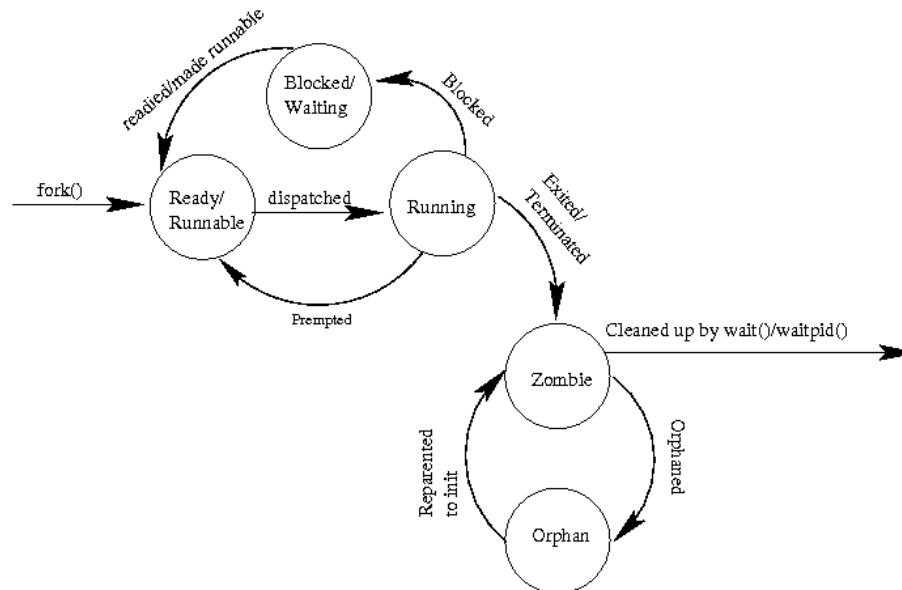 readied/made runnable
Blocked/
Waiting
Blocked
fork()
Ready/
Runnable
dispatched
Running
Exited/
Terminated
Prempted
Cleaned up by wait()/waitpid()
Zombie
Reparented
to init
Orphaned
Orphan